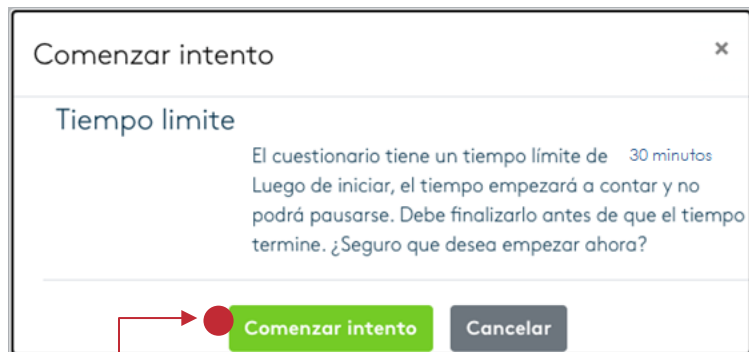 Comenzar intento ×
Tiempo limite
El cuestionario tiene un tiempo límite de 30 minutos
Luego de iniciar, el tiempo empezará a contar y no
podrá pausarse. Debe finalizarlo antes de que el tiempo
termine. ¿Seguro que desea empezar ahora?
Comenzar intento Cancelar